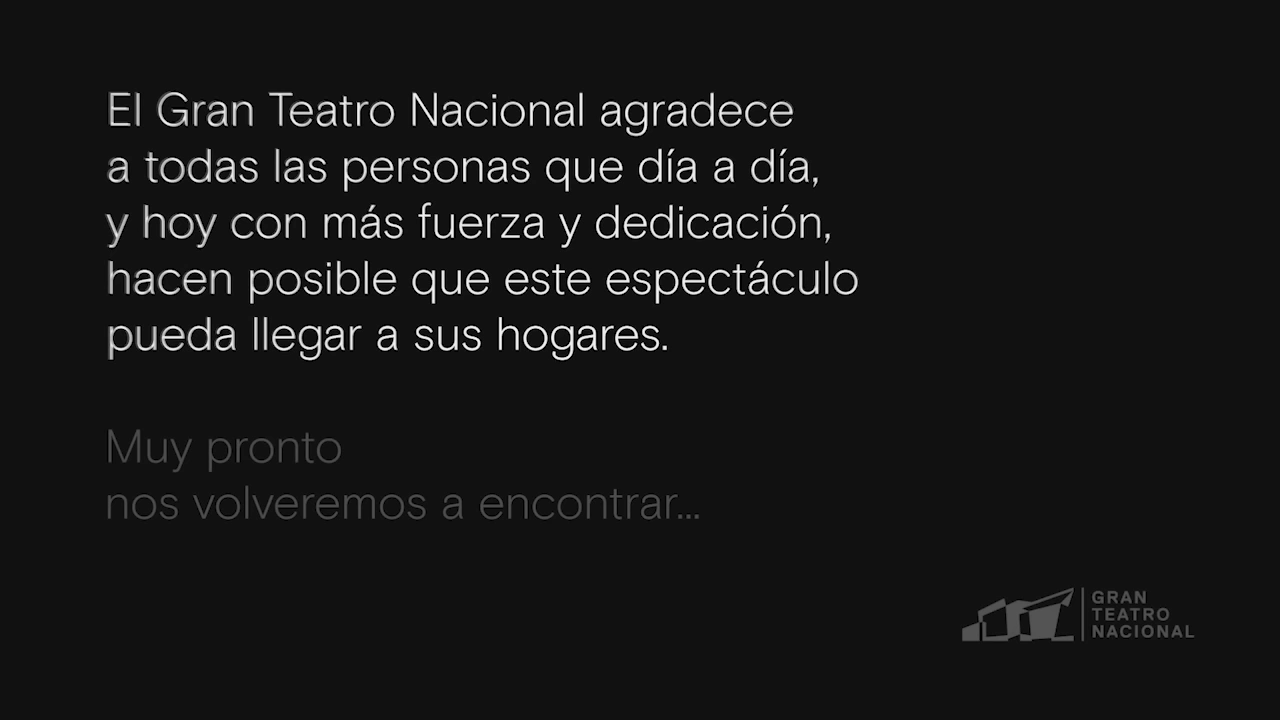 El Gran Teatro Nacional agradece
a todas las personas que día a día,
y hoy con más fuerza y dedicación,
hacen posible que este espectáculo
pueda llegar a sus hogares.
Muy pronto
nos volveremos a encontrar...
GRAN
TEATRO
NACIONAL